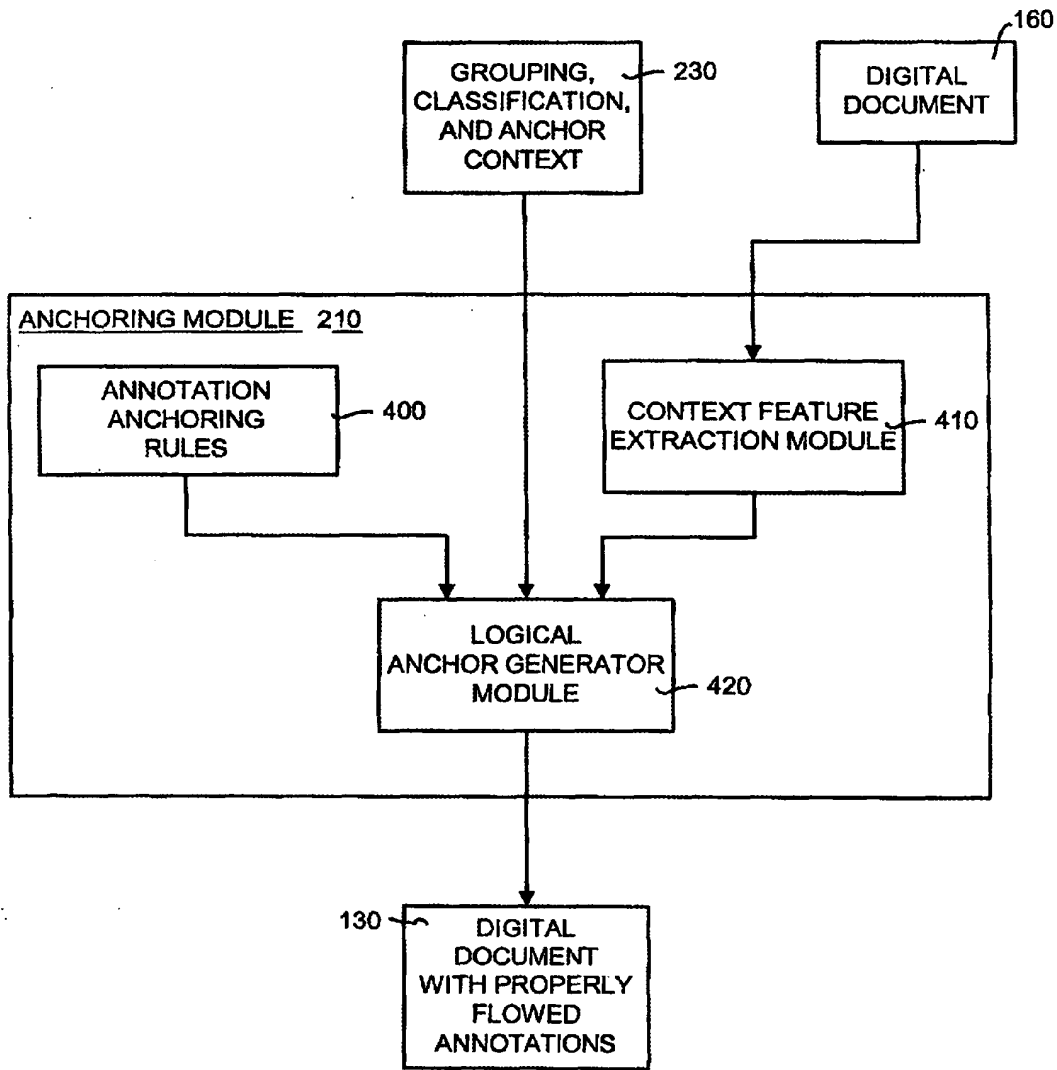 160
GROUPING,
CLASSIFICATION,
AND ANCHOR
CONTEXT
230
DIGITAL
DOCUMENT
ANCHORING MODULE 210
ANNOTATION
ANCHORING
RULES
400
CONTEXT FEATURE
EXTRACTION MODULE
410
LOGICAL
ANCHOR GENERATOR
MODULE
420
130
DIGITAL
DOCUMENT
WITH PROPERLY
FLOWED
ANNOTATIONS